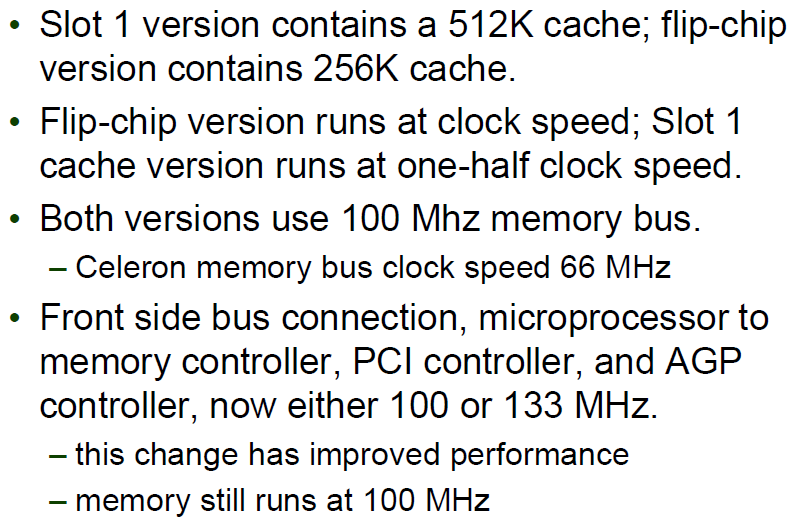 • Slot 1 version contains a 512K cache; flip-chip
version contains 256K cache.
• Flip-chip version runs at clock speed; Slot 1
cache version runs at one-half clock speed.
• Both versions use 100 Mhz memory bus.
– Celeron memory bus clock speed 66 MHz
• Front side bus connection, microprocessor to
memory controller, PCI controller, and AGP
controller, now either 100 or 133 MHz.
– this change has improved performance
– memory still runs at 100 MHz